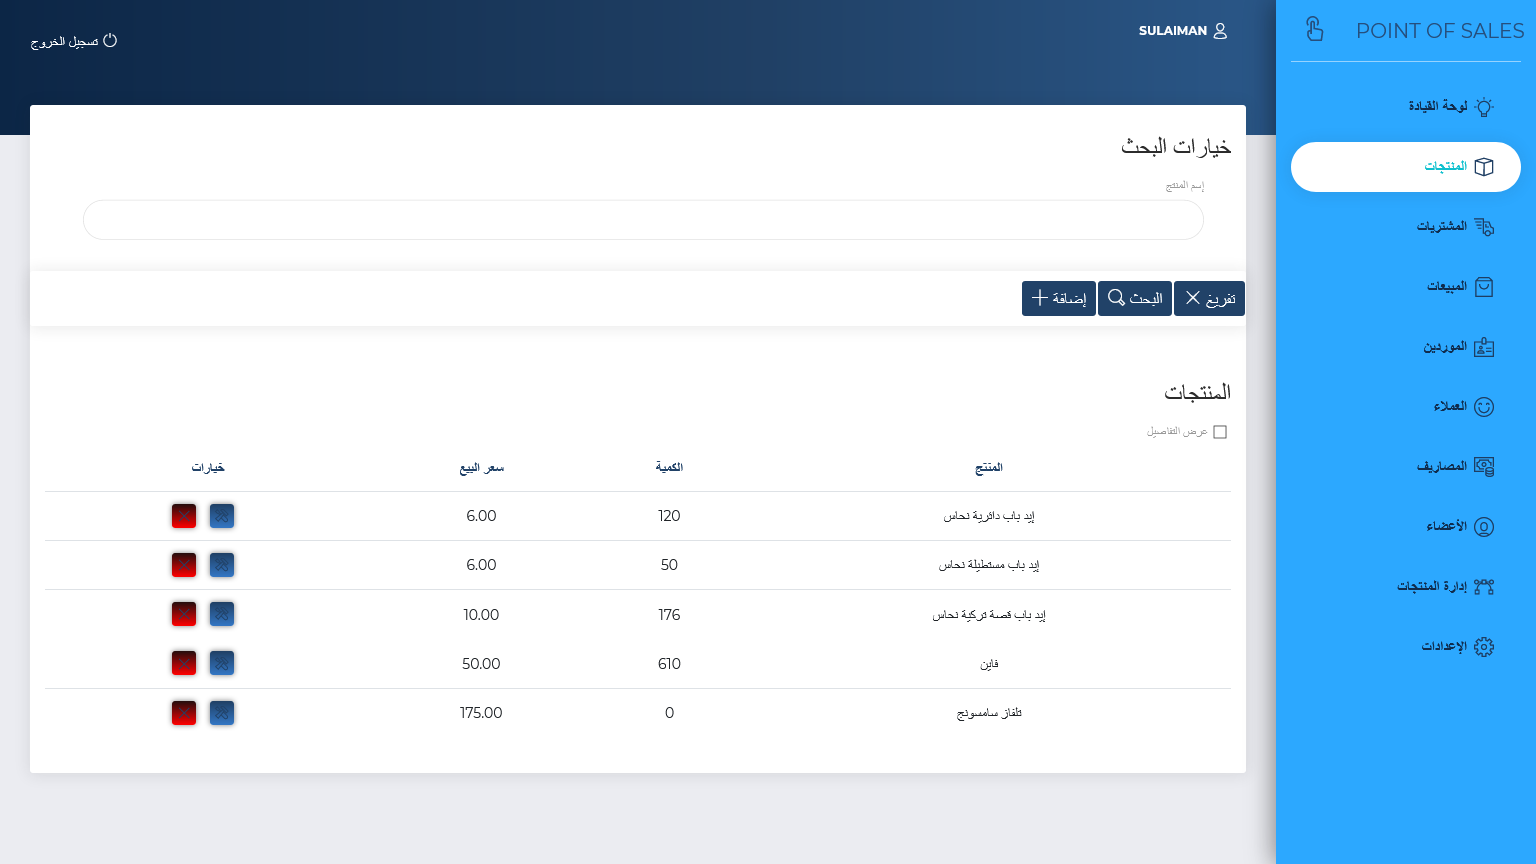 POINT OF SALES
لوحة القيادة
المنتجات
المشتريات
المبيعات
الموردين
العملاء
المصاريف
الأعضاء
إدارة المنتجات
الإعدادات
SULAIMAN
تسجيل الخروج
خيارات البحث
إسم المنتج
تفريغ البحث إضافة
المنتجات
عرض التفاصيل
المنتج الكمية سعر البيع خيارات
إيد باب دائرية نحاس 120 6.00
إيد باب مستطيلة نحاس 50 6.00
إيد باب قصة تركية نحاس 176 10.00
فاين 610 50.00
تلفاز سامسونج 0 175.00